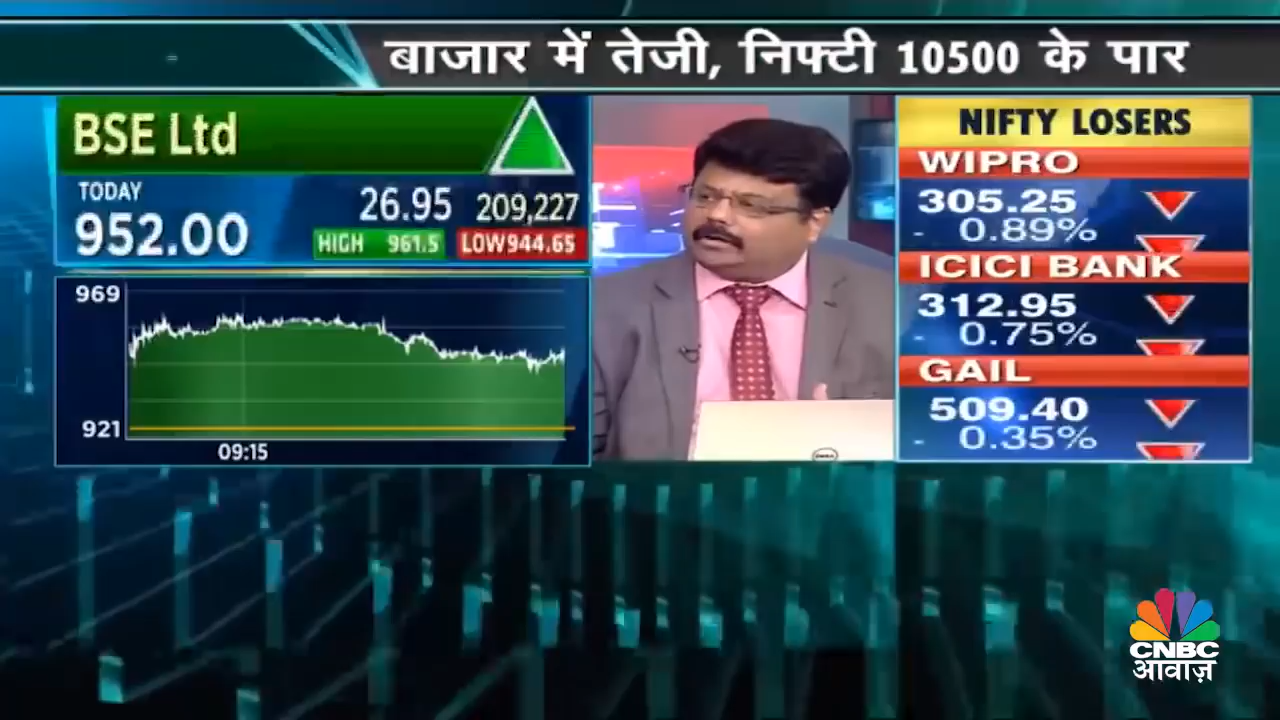 बाजार में तेजी, निफ्टी 10500 के पार
BSE Ltd
TODAY
952.00
26.95 209,227
HIGH 961.5 LOW944.65
969
921
09:15
NIFTY LOSERS
WIPRO
305.25
- 0.89%
ICICI BANK
312.95
- 0.75%
GAIL
509.40
- 0.35%
CNBC
आवाज़